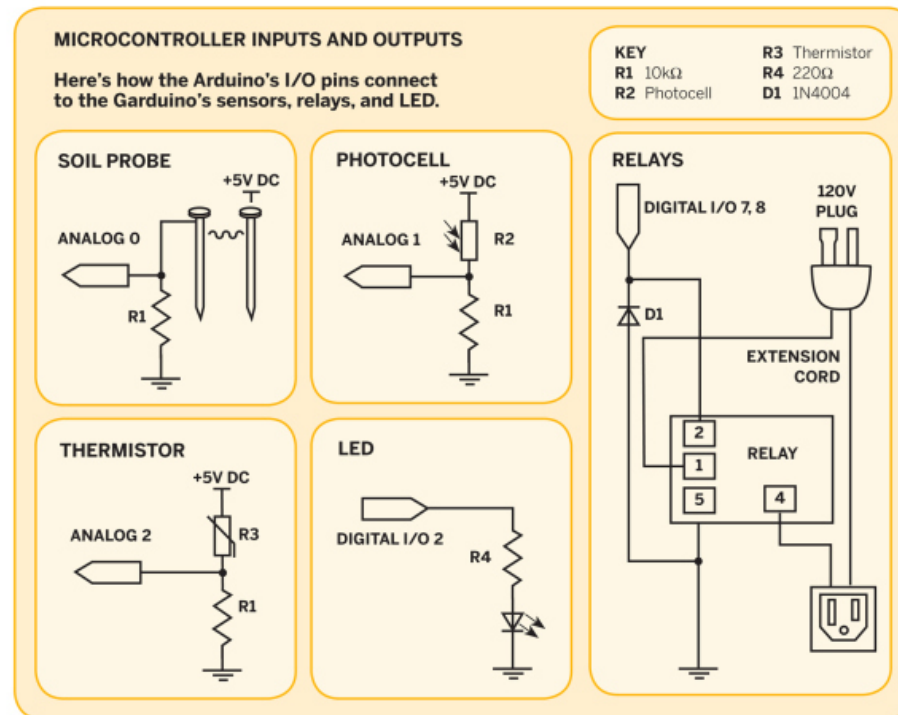 MICROCONTROLLER INPUTS AND OUTPUTS
Here's how the Arduino's I/O pins connect
to the Garduino's sensors, relays, and LED.
KEY
R1 10kΩ
R2 Photocell
R3 Thermistor
R4 220Ω
D1 1N4004
SOIL PROBE
+5V DC
ANALOG 0
R1
PHOTOCELL
+5V DC
ANALOG 1
R2
R1
RELAYS
DIGITAL I/O 7, 8
120V
PLUG
D1
EXTENSION
CORD
2
1
RELAY
5
4
THERMISTOR
+5V DC
ANALOG 2
R3
R1
LED
DIGITAL I/O 2
R4